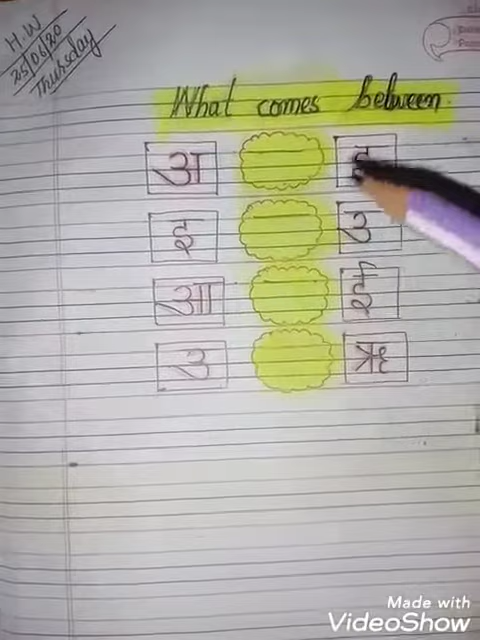 H.W
25/06/20
Thursday
What comes between
अ इ
इ उ
आ ई
उ ऋ
Made with
VideoShow